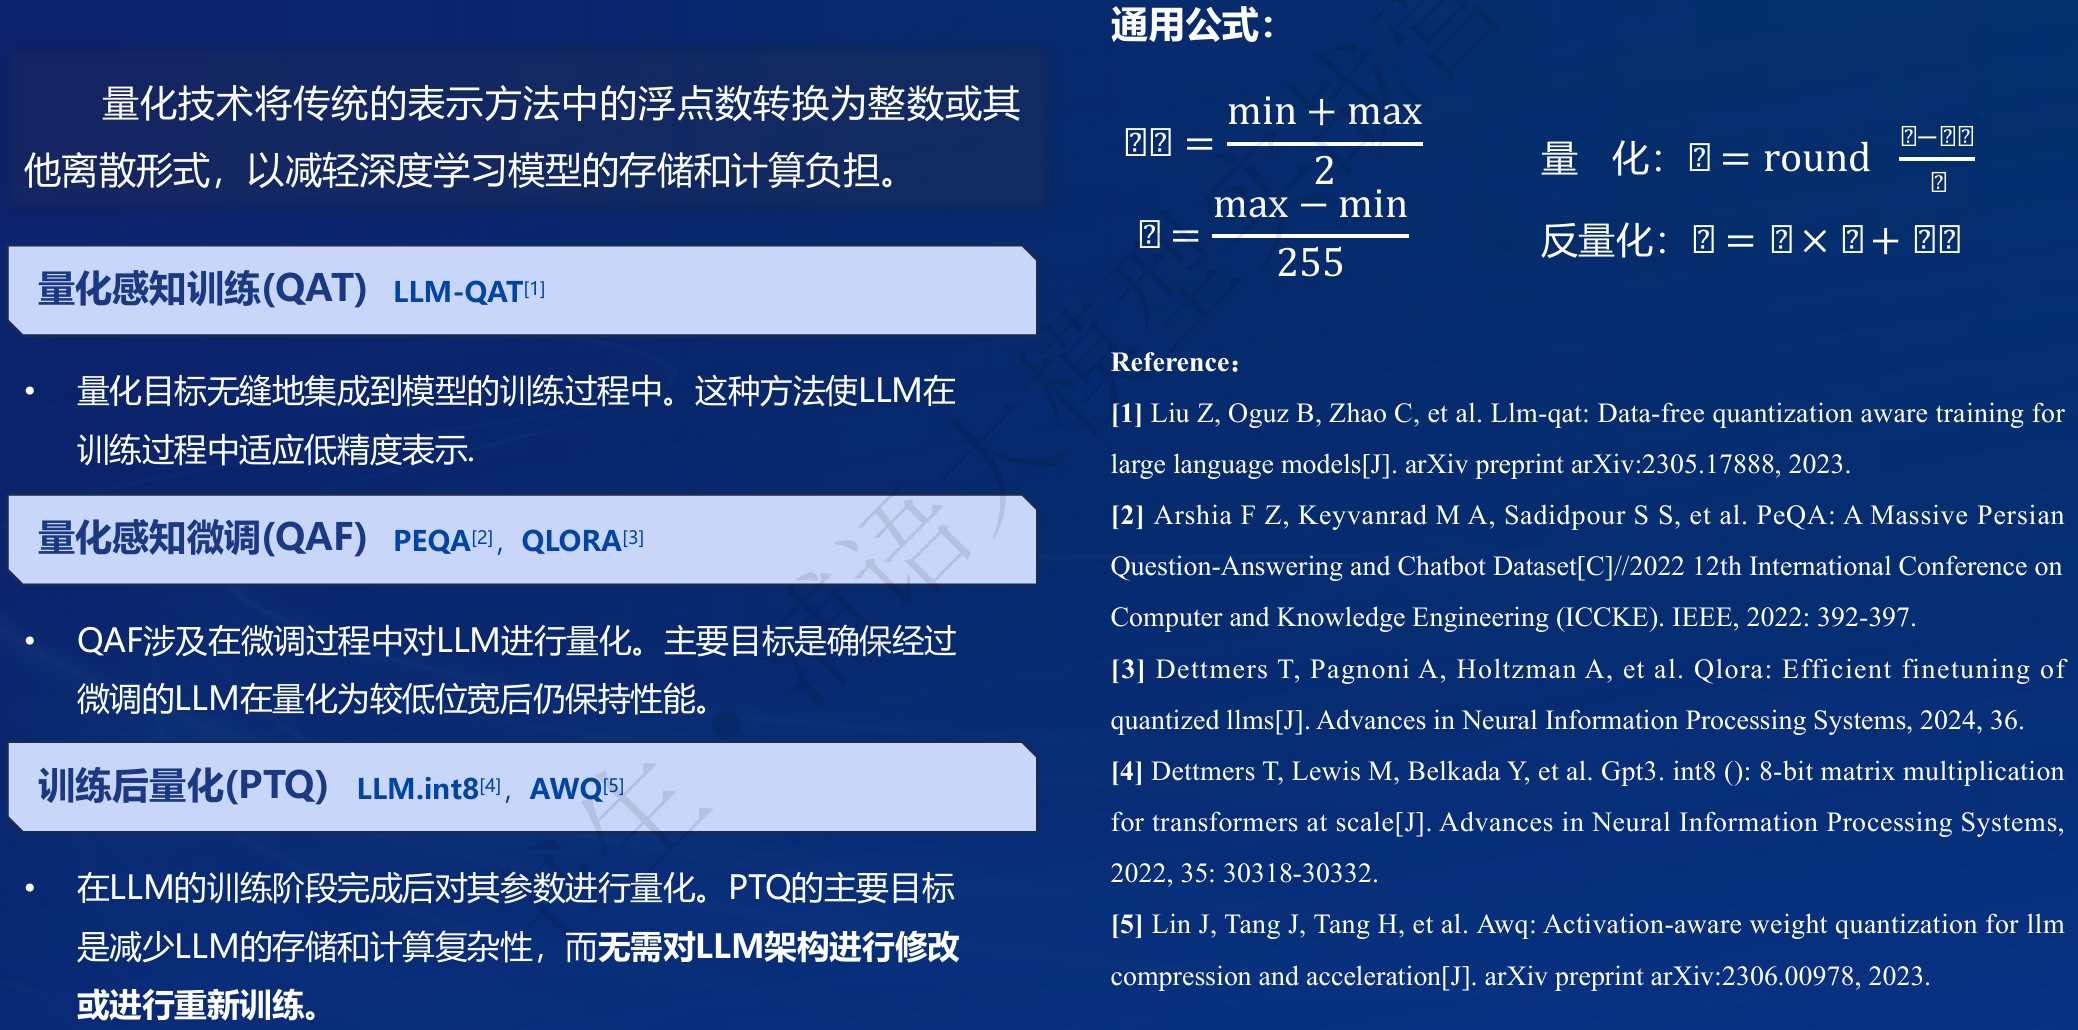 量化技术将传统的表示方法中的浮点数转换为整数或其
他离散形式，以减轻深度学习模型的存储和计算负担。
量化感知训练(QAT) LLM-QAT[1]
• 量化目标无缝地集成到模型的训练过程中。这种方法使LLM在
训练过程中适应低精度表示.
量化感知微调(QAF) PEQA[2]，QLORA[3]
• QAF涉及在微调过程中对LLM进行量化。主要目标是确保经过
微调的LLM在量化为较低位宽后仍保持性能。
训练后量化(PTQ) LLM.int8[4]，AWQ[5]
• 在LLM的训练阶段完成后对其参数进行量化。PTQ的主要目标
是减少LLM的存储和计算复杂性，而无需对LLM架构进行修改
或进行重新训练。
通用公式：
⍰⍰ = (min + max) / 2
⍰ = (max − min) / 255
量 化：⍰ = round (⍰−⍰⍰) / ⍰
反量化：⍰ = ⍰ × ⍰ + ⍰⍰
Reference：
[1] Liu Z, Oguz B, Zhao C, et al. Llm-qat: Data-free quantization aware training for
large language models[J]. arXiv preprint arXiv:2305.17888, 2023.
[2] Arshia F Z, Keyvanrad M A, Sadidpour S S, et al. PeQA: A Massive Persian
Question-Answering and Chatbot Dataset[C]//2022 12th International Conference on
Computer and Knowledge Engineering (ICCKE). IEEE, 2022: 392-397.
[3] Dettmers T, Pagnoni A, Holtzman A, et al. Qlora: Efficient finetuning of
quantized llms[J]. Advances in Neural Information Processing Systems, 2024, 36.
[4] Dettmers T, Lewis M, Belkada Y, et al. Gpt3. int8 (): 8-bit matrix multiplication
for transformers at scale[J]. Advances in Neural Information Processing Systems,
2022, 35: 30318-30332.
[5] Lin J, Tang J, Tang H, et al. Awq: Activation-aware weight quantization for llm
compression and acceleration[J]. arXiv preprint arXiv:2306.00978, 2023.
书生·浦语大模型实战营